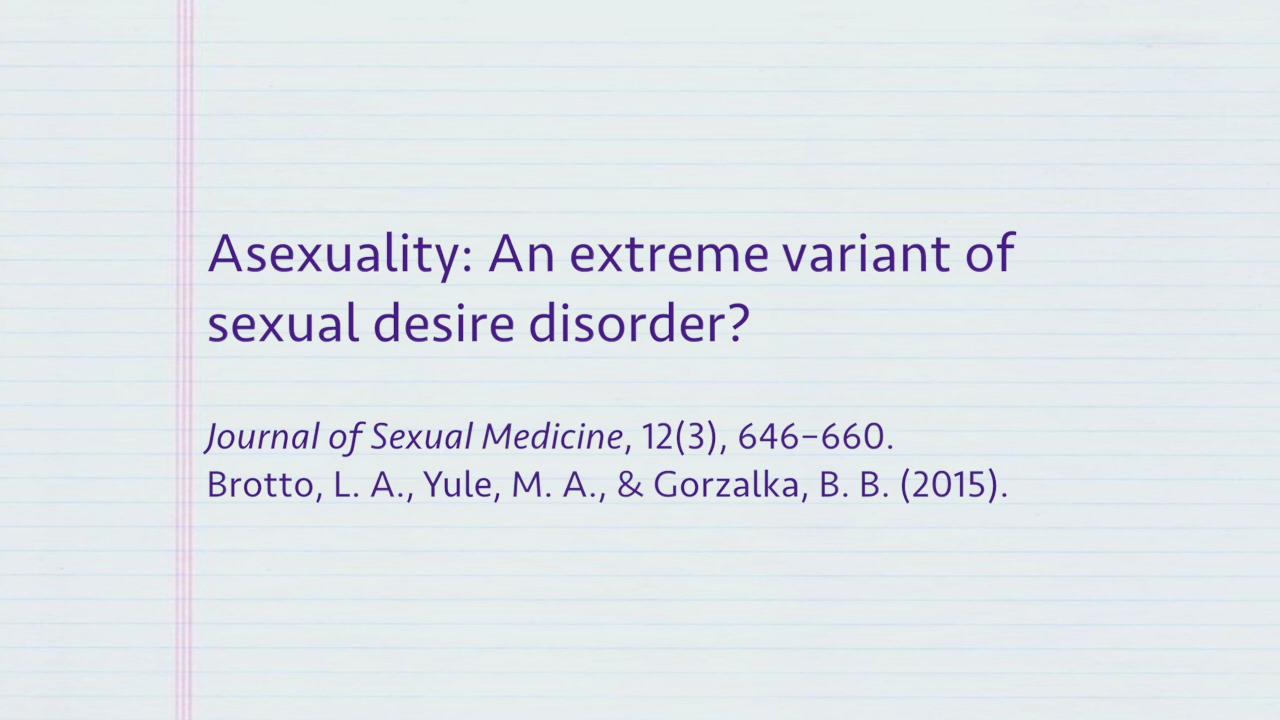 Asexuality: An extreme variant of
sexual desire disorder?
Journal of Sexual Medicine, 12(3), 646–660.
Brotto, L. A., Yule, M. A., & Gorzalka, B. B. (2015).